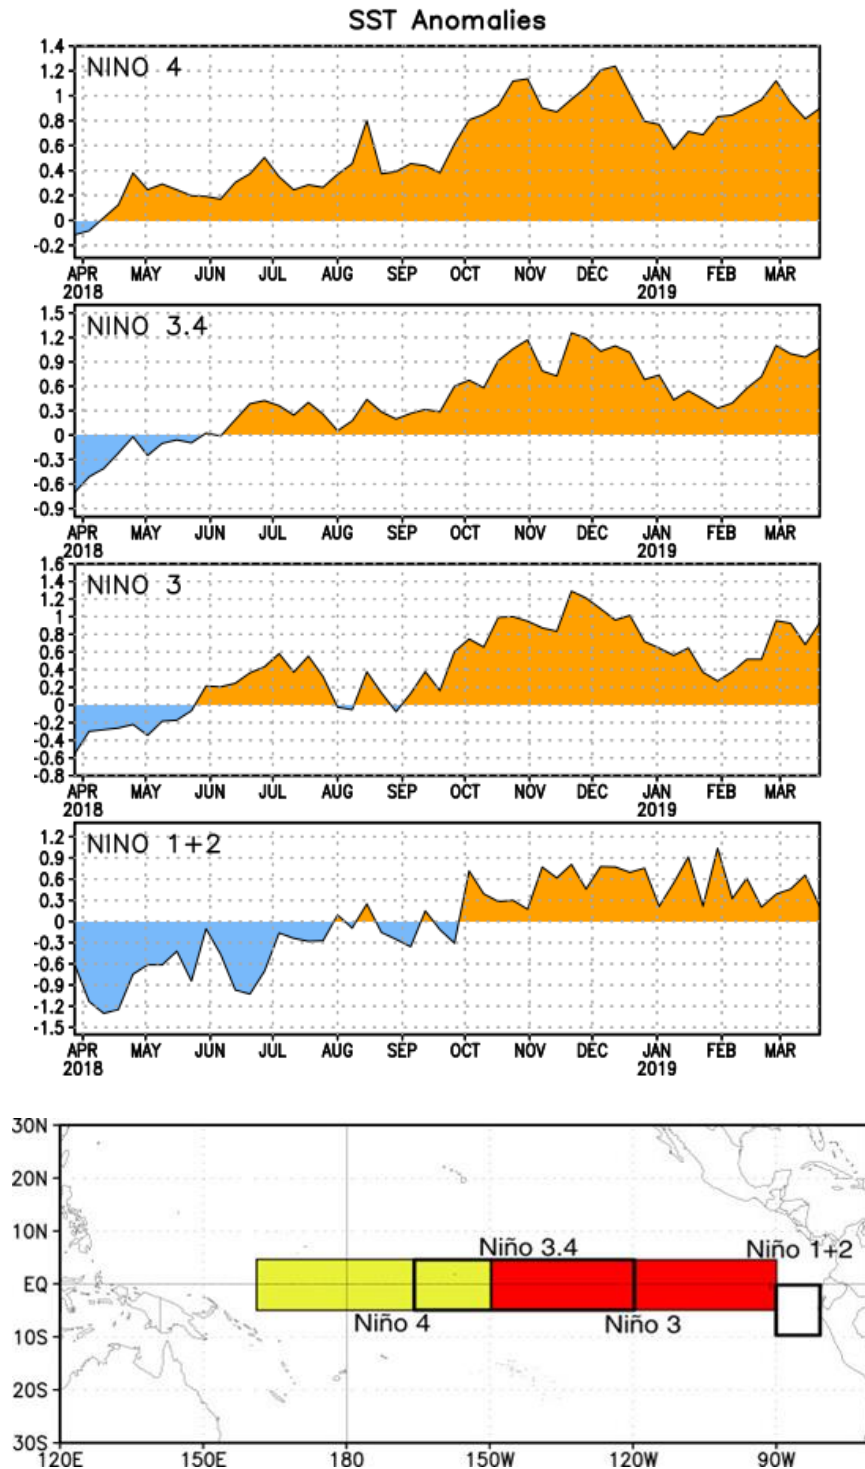 SST Anomalies
NINO 4
1.4
1.2
1
0.8
0.6
0.4
0.2
0
-0.2
APR MAY JUN JUL AUG SEP OCT NOV DEC JAN FEB MAR
2018 2019
NINO 3.4
1.5
1.2
0.9
0.6
0.3
0
-0.3
-0.6
-0.9
APR MAY JUN JUL AUG SEP OCT NOV DEC JAN FEB MAR
2018 2019
NINO 3
1.6
1.4
1.2
1
0.8
0.6
0.4
0.2
0
-0.2
-0.4
-0.6
-0.8
APR MAY JUN JUL AUG SEP OCT NOV DEC JAN FEB MAR
2018 2019
NINO 1+2
1.2
0.9
0.6
0.3
0
-0.3
-0.6
-0.9
-1.2
-1.5
APR MAY JUN JUL AUG SEP OCT NOV DEC JAN FEB MAR
2018 2019
30N
20N
10N
Niño 3.4 Niño 1+2
EQ
Niño 4 Niño 3
10S
20S
30S
120E 150E 180 150W 120W 90W